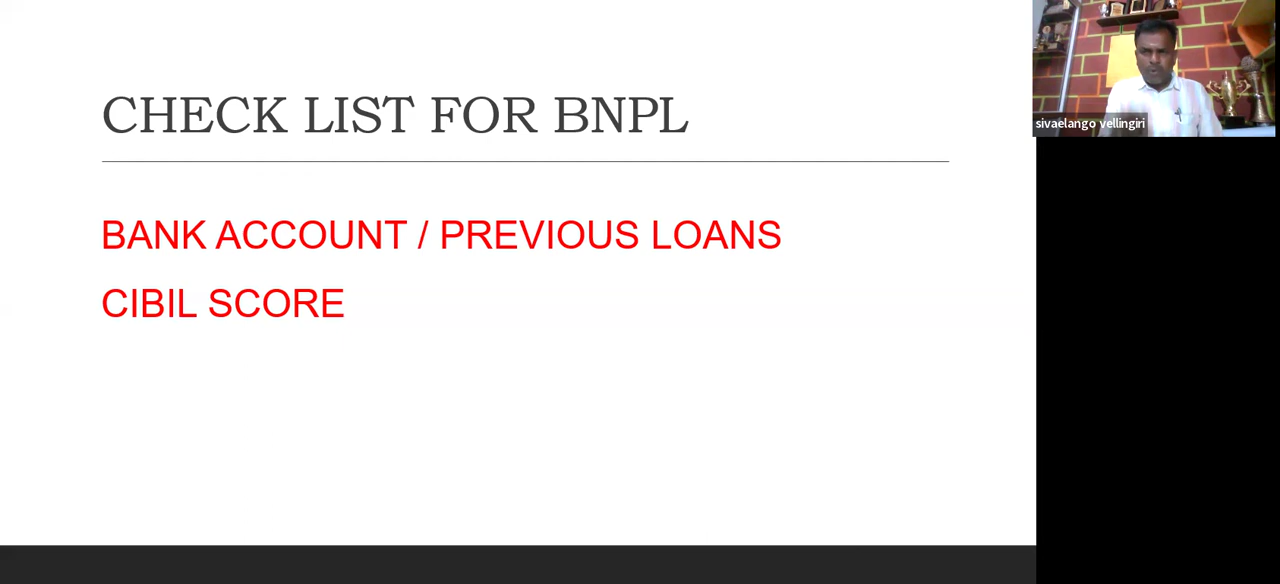 CHECK LIST FOR BNPL
BANK ACCOUNT / PREVIOUS LOANS
CIBIL SCORE
sivaelango vellingiri